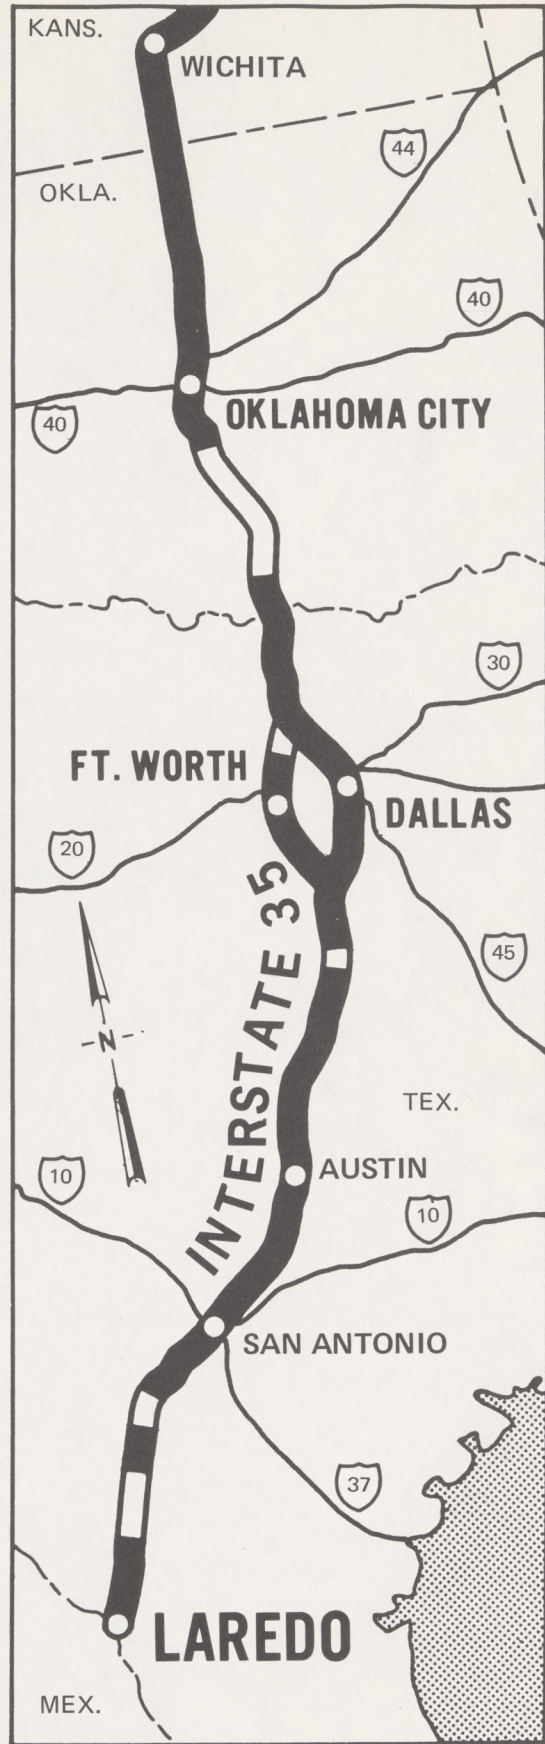 KANS.
WICHITA
44
OKLA.
40
40
OKLAHOMA CITY
30
FT. WORTH
DALLAS
20
INTERSTATE 35
45
N
TEX.
10
AUSTIN
10
SAN ANTONIO
37
LAREDO
MEX.